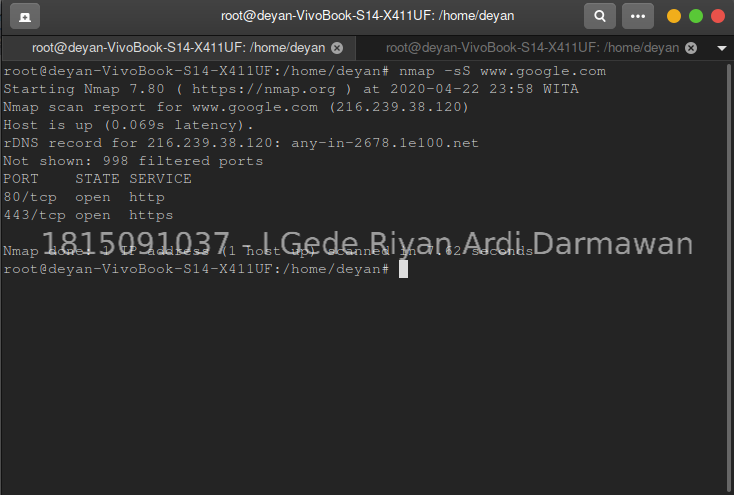 root@deyan-VivoBook-S14-X411UF: /home/deyan
root@deyan-VivoBook-S14-X411UF: /home/deyan
root@deyan-VivoBook-S14-X411UF: /home/deyan
root@deyan-VivoBook-S14-X411UF:/home/deyan# nmap -sS www.google.com
Starting Nmap 7.80 ( https://nmap.org ) at 2020-04-22 23:58 WITA
Nmap scan report for www.google.com (216.239.38.120)
Host is up (0.069s latency).
rDNS record for 216.239.38.120: any-in-2678.1e100.net
Not shown: 998 filtered ports
PORT    STATE SERVICE
80/tcp  open  http
443/tcp open  https
1815091037 - I Gede Riyan Ardi Darmawan
Nmap done: 1 IP address (1 host up) scanned in 7.62 seconds
root@deyan-VivoBook-S14-X411UF:/home/deyan#